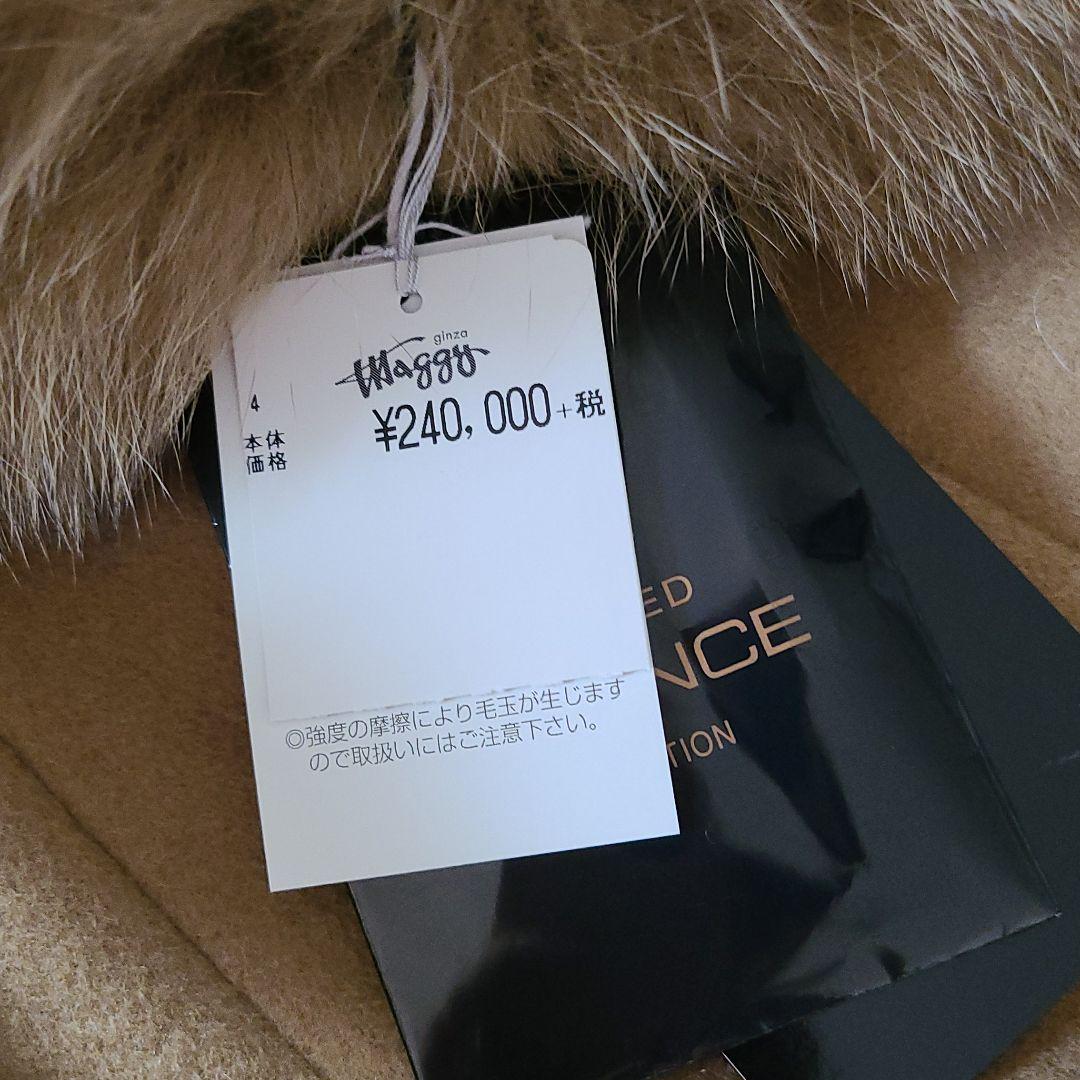 ginza
Maggy
4
¥240,000+税
本体
価格
◎強度の摩擦により毛玉が生じます
ので取扱いにはご注意下さい。
ED
NCE
TION